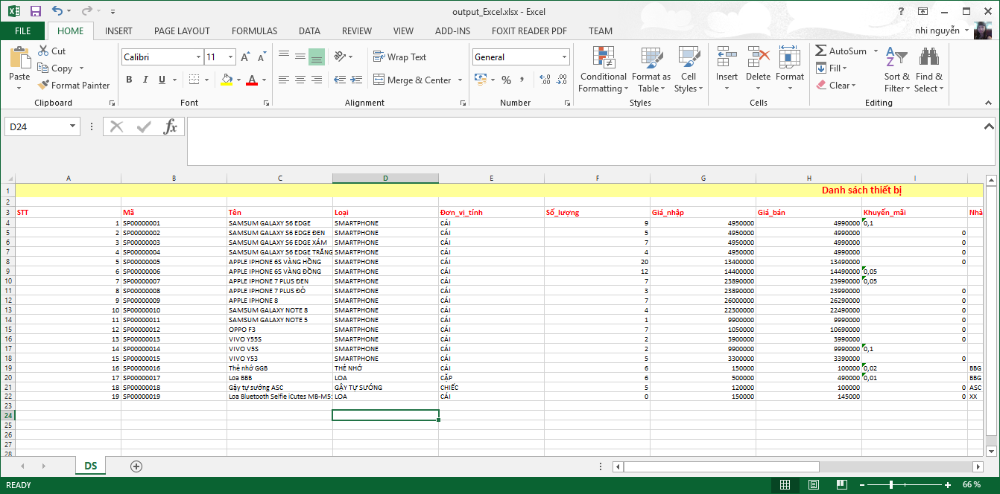 output_Excel.xlsx - Excel
?
FILE HOME INSERT PAGE LAYOUT FORMULAS DATA REVIEW VIEW ADD-INS FOXIT READER PDF TEAM nhi nguyễn
Paste Cut Copy Format Painter Clipboard
Calibri 11 A A B I U A Font
Wrap Text Merge & Center Alignment
General % , .0 .00 .00 .0 Number
Conditional Formatting Format as Table Cell Styles Styles
Insert Delete Format Cells
AutoSum Fill Clear Sort & Filter Find & Select Editing
D24 fx
A B C D E F G H I
1 Danh sách thiết bị
2
3 STT Mã Tên Loại Đơn_vị_tính Số_lượng Giá_nhập Giá_bán Khuyến_mãi Nhà
4 1 SP00000001 SAMSUM GALAXY S6 EDGE SMARTPHONE CÁI 9 4950000 4990000 0,1
5 2 SP00000002 SAMSUM GALAXY S6 EDGE ĐEN SMARTPHONE CÁI 5 4950000 4990000 0
6 3 SP00000003 SAMSUM GALAXY S6 EDGE XÁM SMARTPHONE CÁI 7 4950000 4990000 0
7 4 SP00000004 SAMSUM GALAXY S6 EDGE TRẮNG SMARTPHONE CÁI 4 4950000 4990000 0
8 5 SP00000005 APPLE IPHONE 6S VÀNG HỒNG SMARTPHONE CÁI 20 13400000 13490000 0
9 6 SP00000006 APPLE IPHONE 6S VÀNG ĐỒNG SMARTPHONE CÁI 12 14400000 14490000 0,05
10 7 SP00000007 APPLE IPHONE 7 PLUS ĐEN SMARTPHONE CÁI 7 23890000 23990000 0,05
11 8 SP00000008 APPLE IPHONE 7 PLUS ĐỎ SMARTPHONE CÁI 3 23890000 23990000 0
12 9 SP00000009 APPLE IPHONE 8 SMARTPHONE CÁI 7 26000000 26290000 0
13 10 SP00000010 SAMSUM GALAXY NOTE 8 SMARTPHONE CÁI 4 22300000 22490000 0
14 11 SP00000011 SAMSUM GALAXY NOTE 5 SMARTPHONE CÁI 1 9900000 9990000 0
15 12 SP00000012 OPPO F3 SMARTPHONE CÁI 7 1050000 10690000 0
16 13 SP00000013 VIVO Y55S SMARTPHONE CÁI 2 3900000 3990000 0
17 14 SP00000014 VIVO V5S SMARTPHONE CÁI 2 9900000 9990000 0,1
18 15 SP00000015 VIVO Y53 SMARTPHONE CÁI 5 3300000 3390000 0
19 16 SP00000016 Thẻ nhớ GGB THẺ NHỚ CÁI 6 150000 100000 0,02 BBG
20 17 SP00000017 Loa BBB LOA CẶP 6 500000 490000 0,01 BBG
21 18 SP00000018 Gậy tự sướng ASC GẬY TỰ SƯỚNG CHIẾC 5 120000 100000 0 ASC
22 19 SP00000019 Loa Bluetooth Selfie iCutes MB-M5: LOA CÁI 0 150000 145000 0 XX
23
24
25
26
27
28
DS
READY 66 %